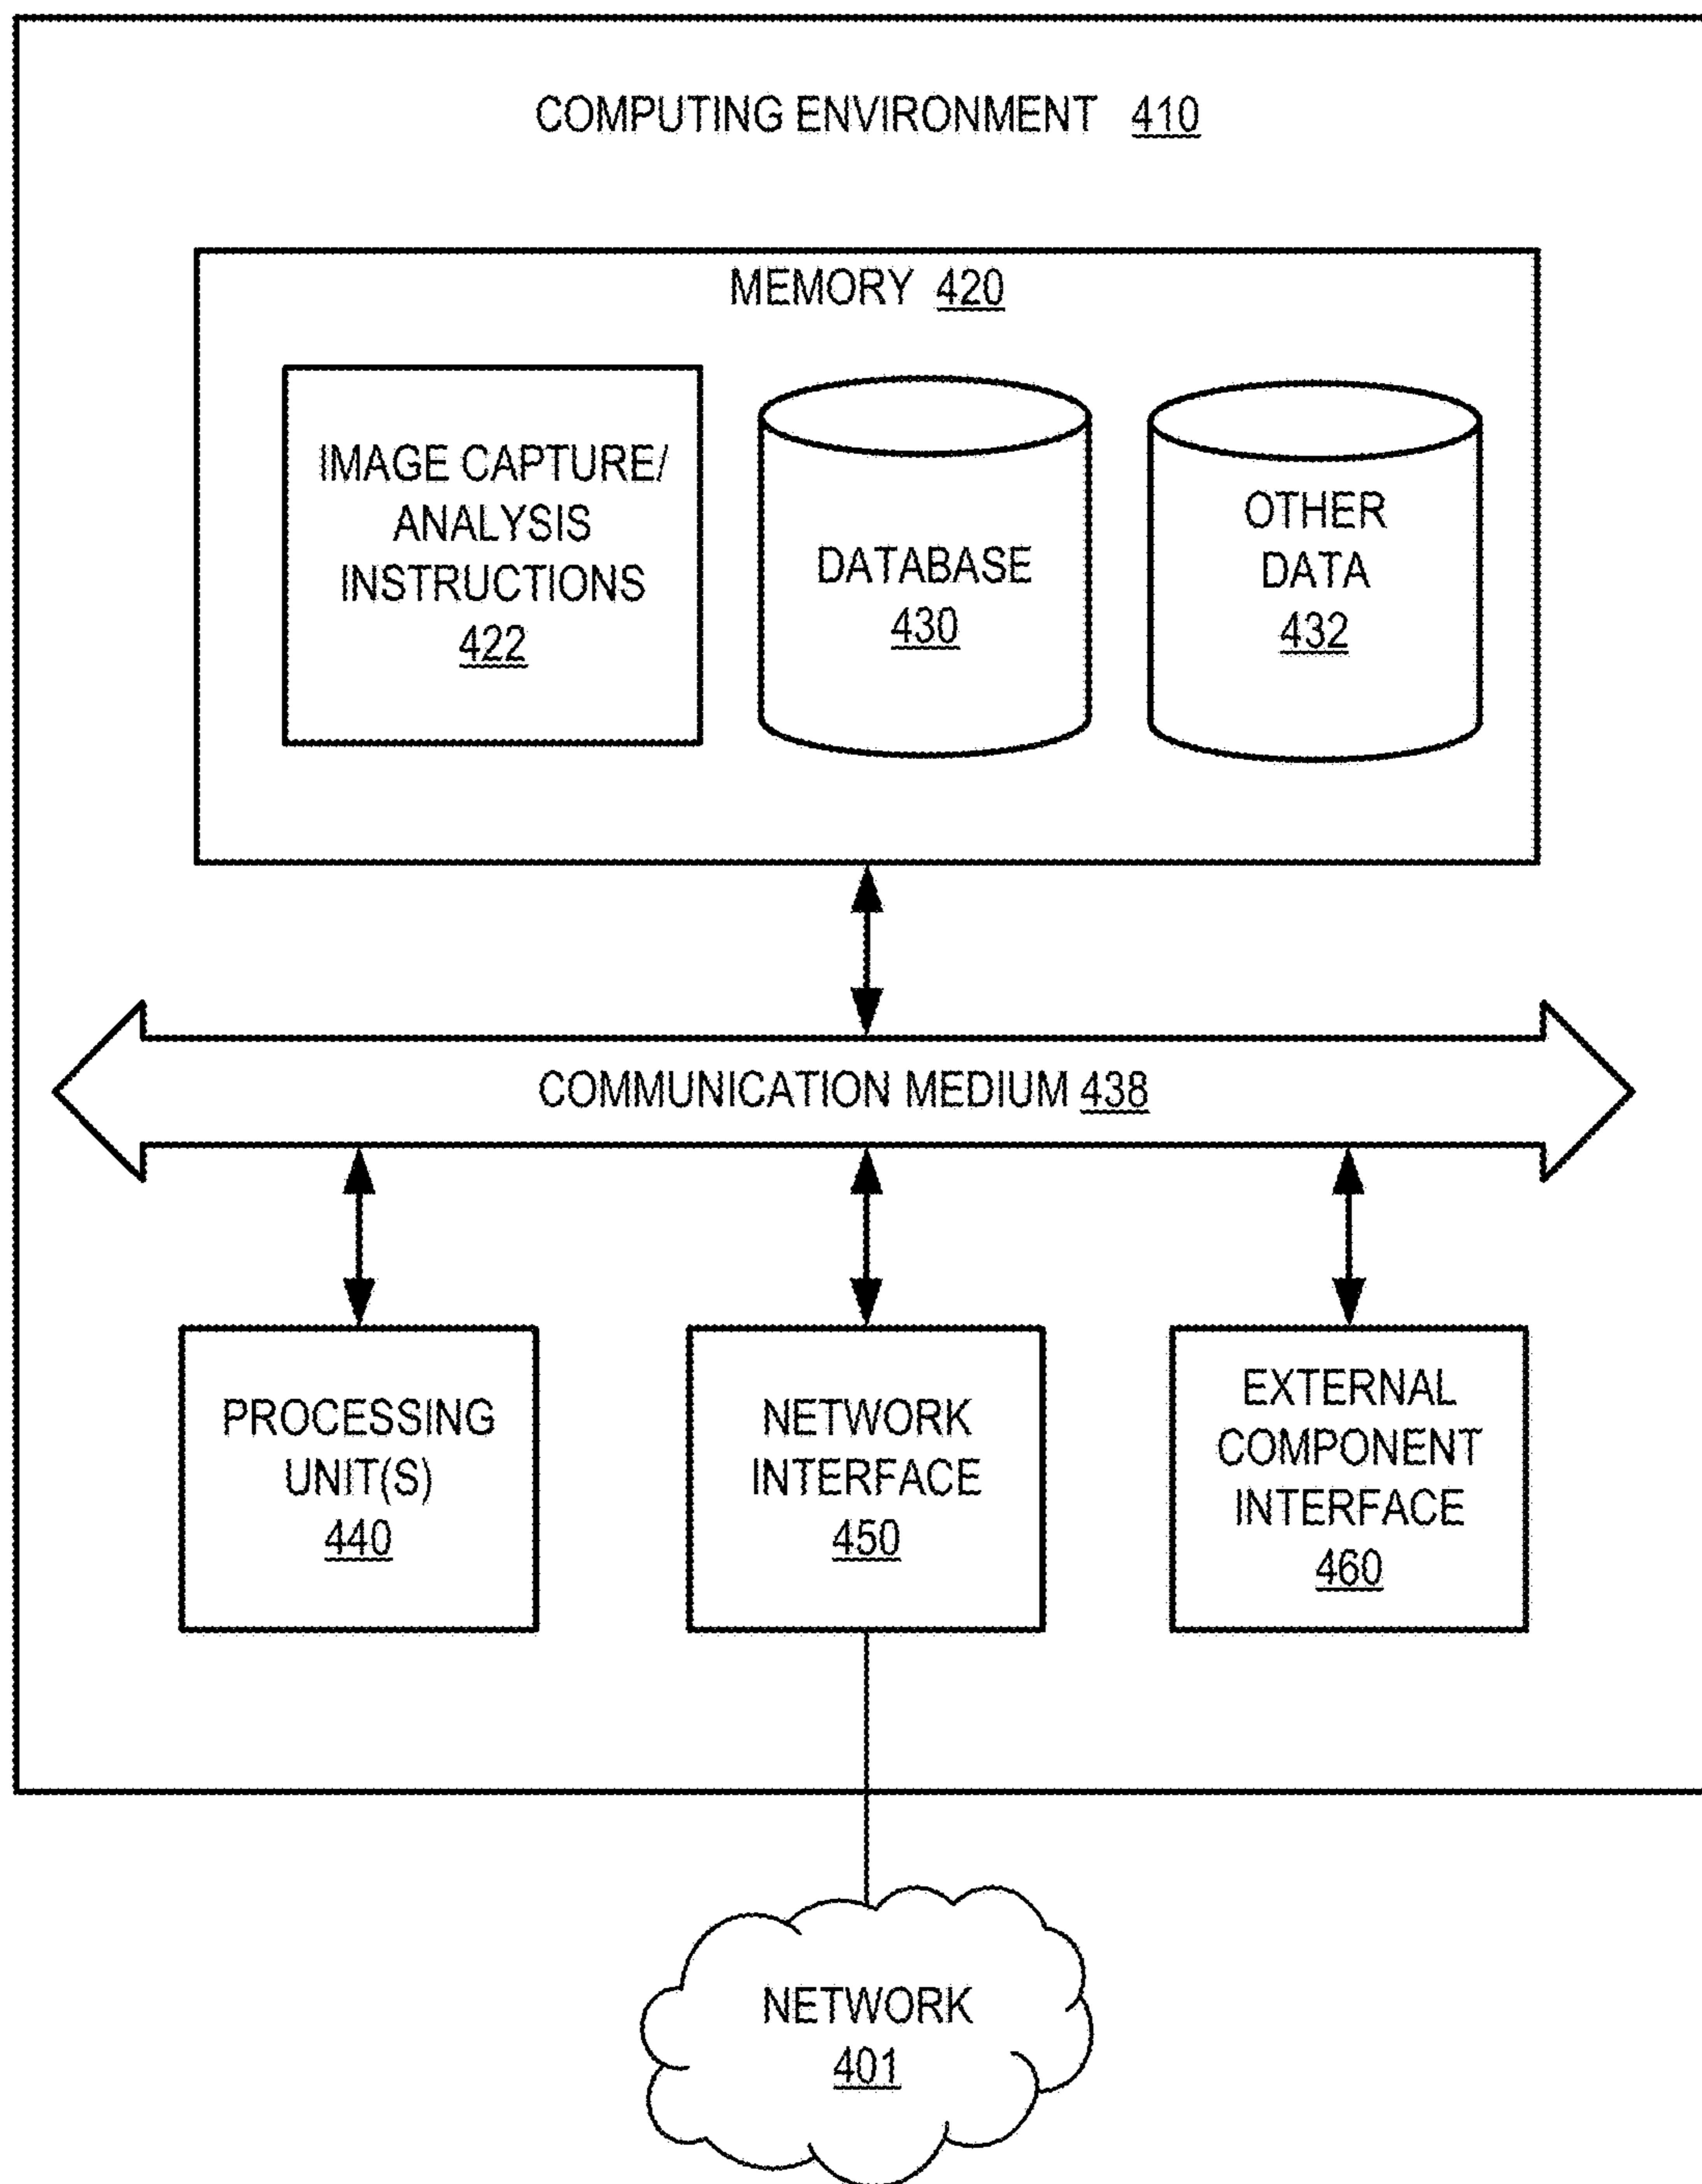 COMPUTING ENVIRONMENT 410
MEMORY 420
IMAGE CAPTURE/
ANALYSIS
INSTRUCTIONS
422
DATABASE
430
OTHER
DATA
432
COMMUNICATION MEDIUM 438
PROCESSING
UNIT(S)
440
NETWORK
INTERFACE
450
EXTERNAL
COMPONENT
INTERFACE
460
NETWORK
401